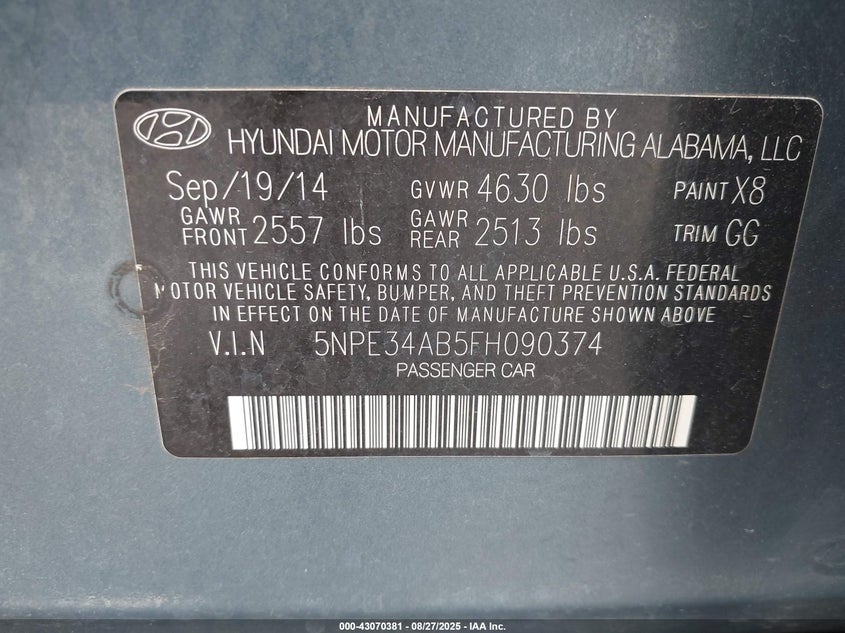 MANUFACTURED BY
HYUNDAI MOTOR MANUFACTURING ALABAMA, LLC
Sep/19/14 GVWR 4630 lbs PAINT X8
GAWR FRONT 2557 lbs GAWR REAR 2513 lbs TRIM GG
THIS VEHICLE CONFORMS TO ALL APPLICABLE U.S.A. FEDERAL
MOTOR VEHICLE SAFETY, BUMPER, AND THEFT PREVENTION STANDARDS
IN EFFECT ON THE DATE OF MANUFACTURE SHOWN ABOVE
V.I.N 5NPE34AB5FH090374
PASSENGER CAR
000-43070381 - 08/27/2025 - IAA Inc.